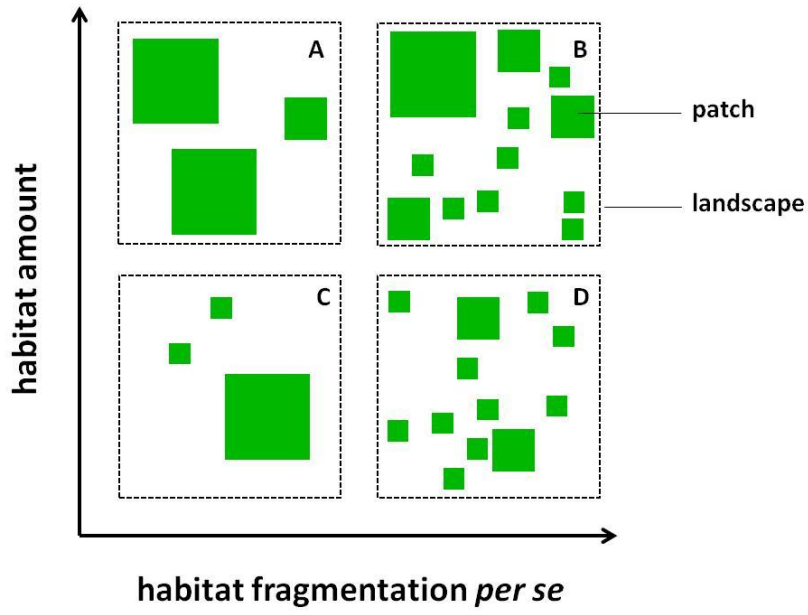 A
B
patch
habitat amount
landscape
C
D
habitat fragmentation per se